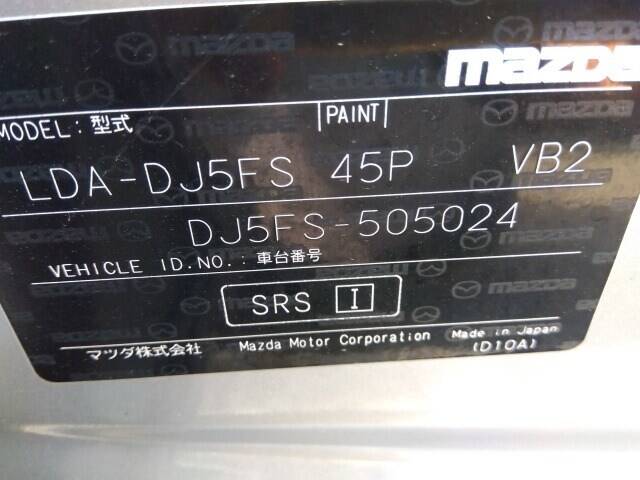 mazda
MODEL: 型式 PAINT
LDA-DJ5FS 45P VB2
DJ5FS-505024
VEHICLE ID.NO.: 車台番号
SRS I
マツダ株式会社 Mazda Motor Corporation Made in Japan
(D10A)